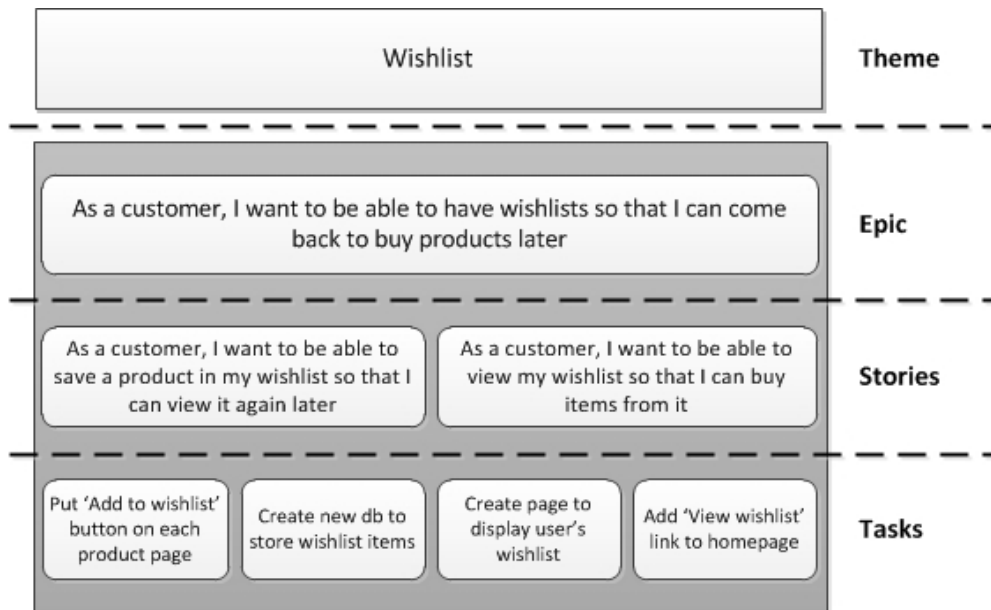 Wishlist
Theme
As a customer, I want to be able to have wishlists so that I can come
back to buy products later
Epic
As a customer, I want to be able to
save a product in my wishlist so that I
can view it again later
As a customer, I want to be able to
view my wishlist so that I can buy
items from it
Stories
Put ‘Add to wishlist’
button on each
product page
Create new db to
store wishlist items
Create page to
display user’s
wishlist
Add ‘View wishlist’
link to homepage
Tasks